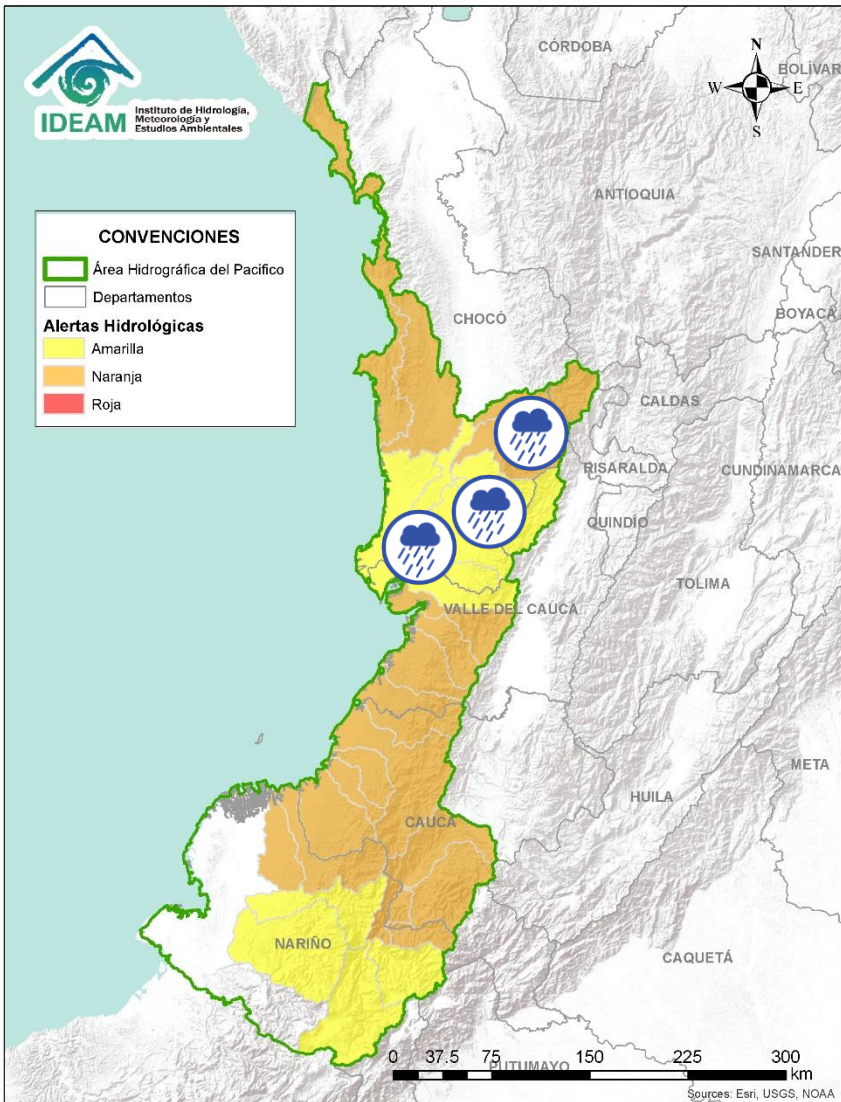 IDEAM
Instituto de Hidrología,
Meteorología y
Estudios Ambientales
N
W E
S
CÓRDOBA
BOLÍVAR
ANTIOQUIA
SANTANDER
BOYACÁ
CHOCÓ
CONVENCIONES
Área Hidrográfica del Pacifico
Departamentos
Alertas Hidrológicas
Amarilla
Naranja
Roja
CALDAS
RISARALDA
CUNDINAMARCA
QUINDÍO
TOLIMA
VALLE DEL CAUCA
META
HUILA
CAUCA
NARIÑO
CAQUETÁ
PUTUMAYO
0 37.5 75 150 225 300
km
Sources: Esri, USGS, NOAA